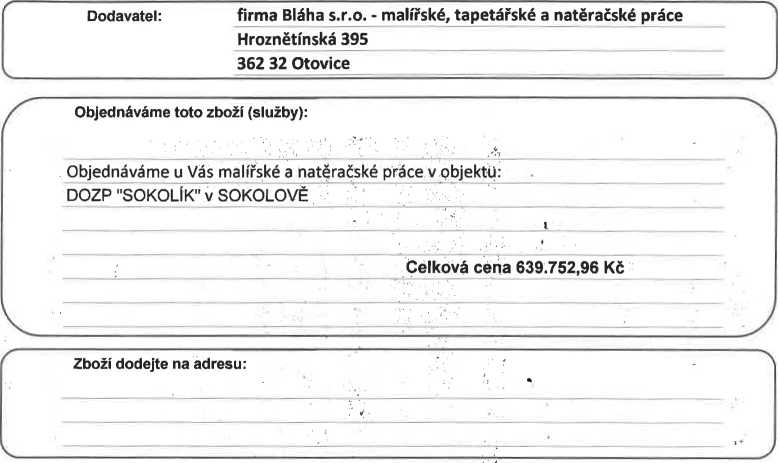 Dodavatel: firma Bláha s.r.o. - malířské, tapetářské a natěračské práce
Hroznětínská 395
362 32 Otovice
Objednáváme toto zboží (služby):
Objednáváme u Vás malířské a natěračské práce v objektu:
DOZP "SOKOLÍK" v SOKOLOVĚ
Celková cena 639.752,96 Kč
Zboží dodejte na adresu: